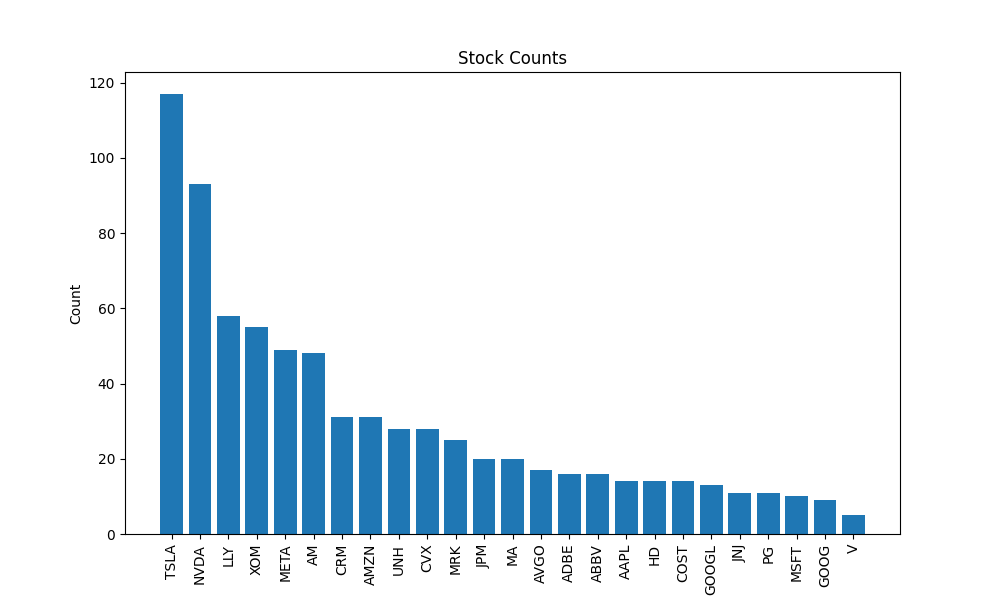 Stock Counts
Count
120
100
80
60
40
20
0
TSLA
NVDA
LLY
XOM
META
AM
CRM
AMZN
UNH
CVX
MRK
JPM
MA
AVGO
ADBE
ABBV
AAPL
HD
COST
GOOGL
JNJ
PG
MSFT
GOOG
V